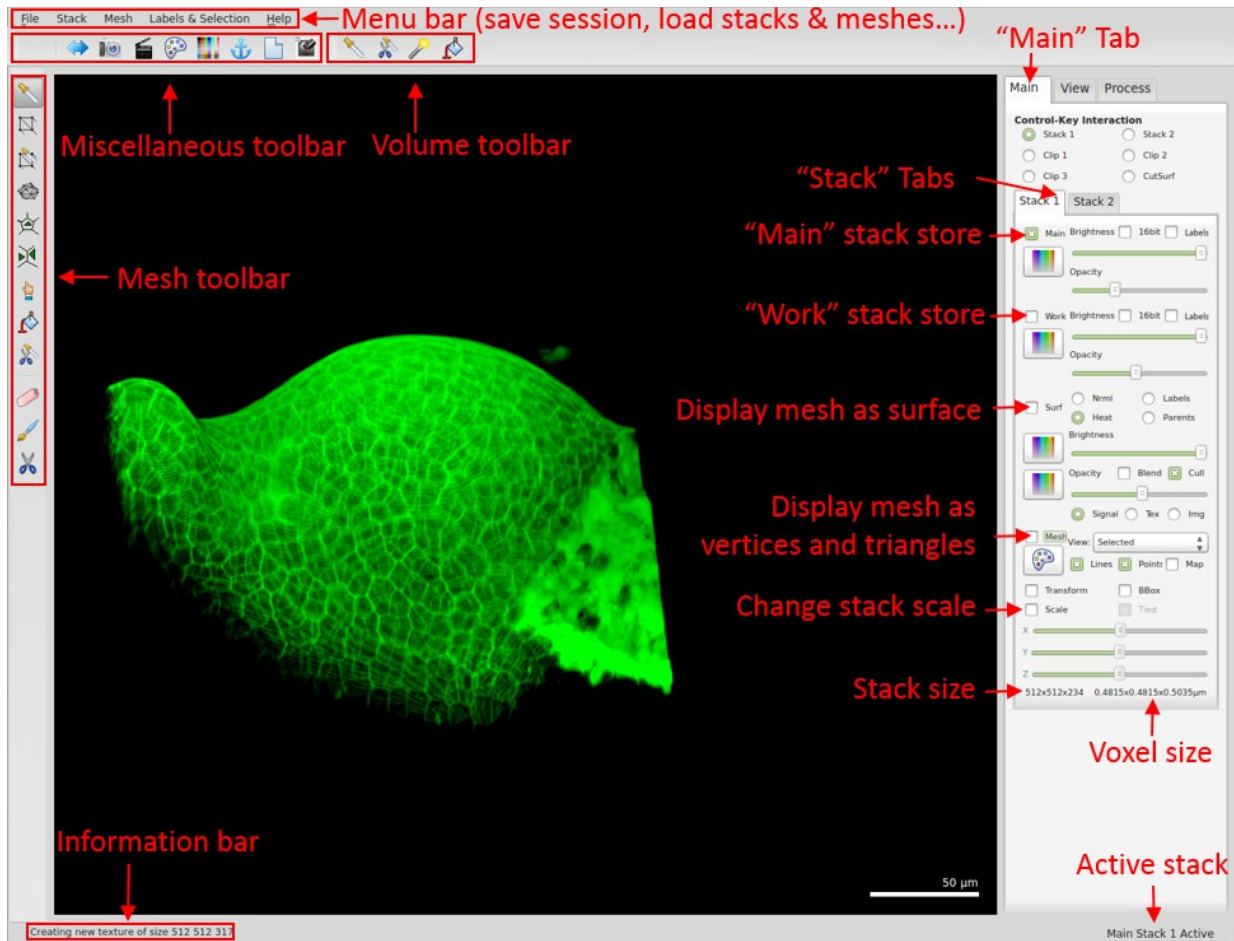 File Stack Mesh Labels & Selection Help
Menu bar (save session, load stacks & meshes…)
“Main” Tab
Main View Process
Miscellaneous toolbar
Volume toolbar
Control-Key Interaction
Stack 1 Stack 2
Clip 1 Clip 2
Clip 3 CutSurf
“Stack” Tabs
Stack 1 Stack 2
“Main” stack store
Main Brightness 16bit Labels
Opacity
Mesh toolbar
“Work” stack store
Work Brightness 16bit Labels
Opacity
Display mesh as surface
Surf Nrml Labels
Heat Parents
Brightness
Opacity Blend Cull
Signal Tex Img
Display mesh as
vertices and triangles
Mesh View: Selected
Lines Points Map
Transform BBox
Change stack scale
Scale Tied
X
Y
Z
Stack size
512x512x234 0.4815x0.4815x0.5035µm
Voxel size
Information bar
50 µm
Active stack
Creating new texture of size 512 512 317
Main Stack 1 Active